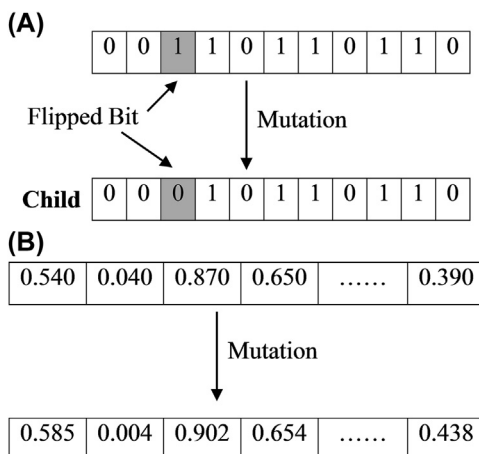 (A)
0 0 1 1 0 1 1 0 1 1 0
Flipped Bit
Mutation
Child 0 0 0 1 0 1 1 0 1 1 0
(B)
0.540 0.040 0.870 0.650 ...... 0.390
Mutation
0.585 0.004 0.902 0.654 ...... 0.438